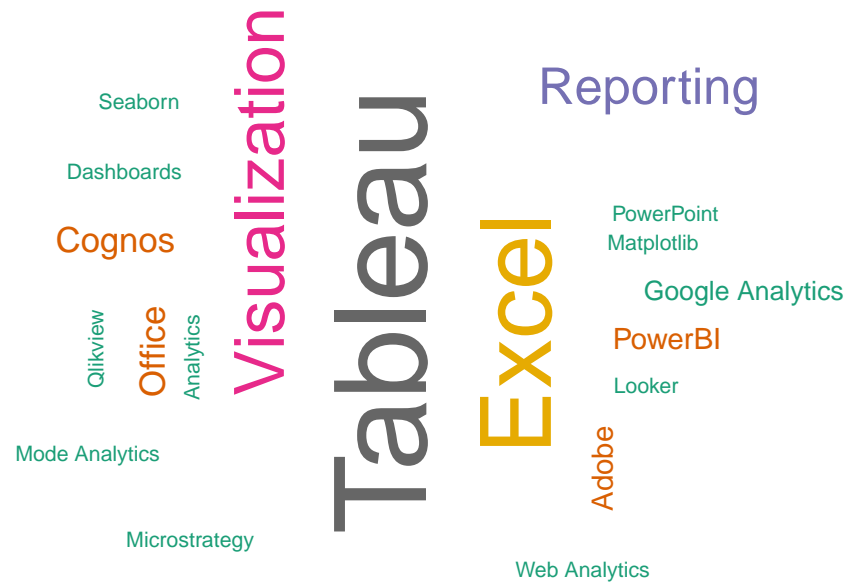 Visualization
Reporting
Seaborn
Tableau
Dashboards
PowerPoint
Cognos
Matplotlib
Excel
Google Analytics
Qlikview
Office
Analytics
PowerBI
Looker
Mode Analytics
Adobe
Microstrategy
Web Analytics